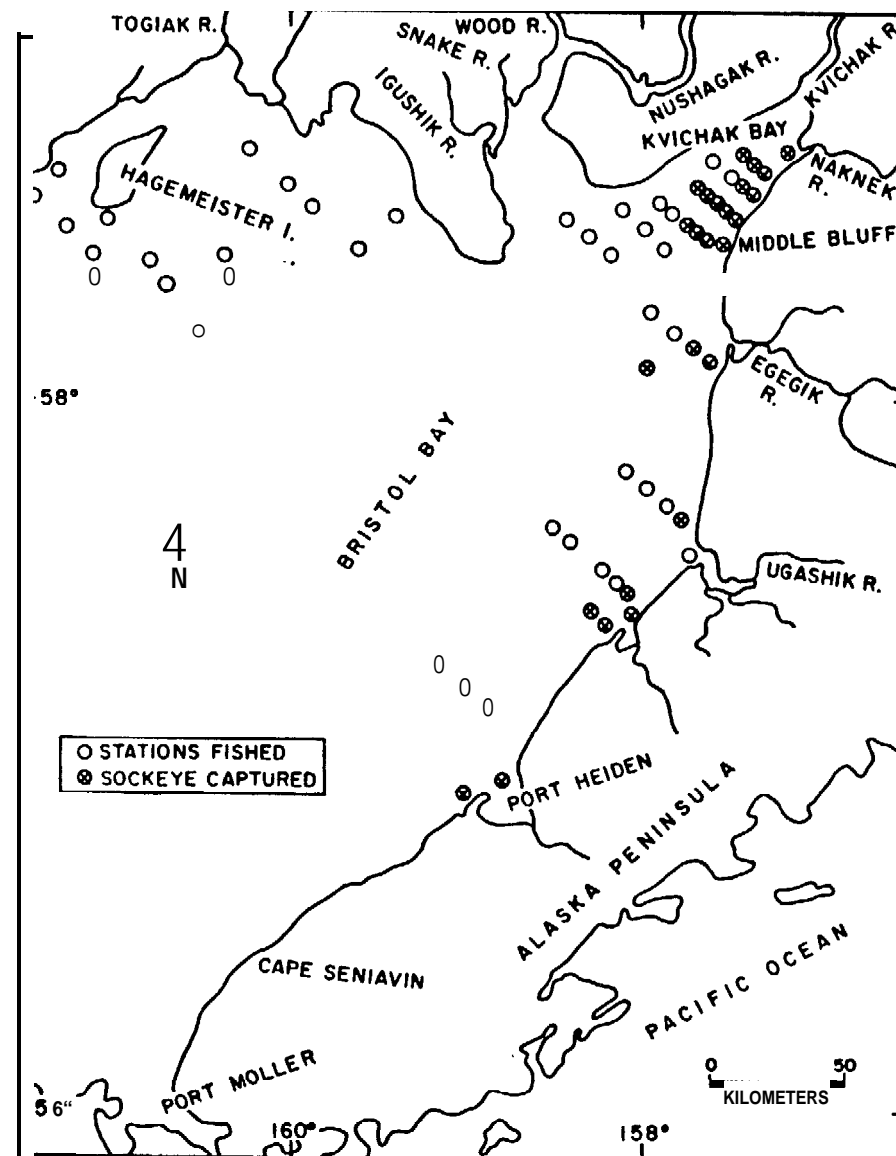 TOGIAK R.
WOOD R.
SNAKE R.
IGUSHIK R.
NUSHAGAK R.
KVICHAK R
KVICHAK BAY
NAKNEK
R.
HAGEMEISTER I.
MIDDLE BLUFF
EGEGIK
R.
58°
BRISTOL BAY
4
N
UGASHIK R.
O STATIONS FISHED
⊗ SOCKEYE CAPTURED
PORT HEIDEN
ALASKA PENINSULA
CAPE SENIAVIN
PACIFIC OCEAN
PORT MOLLER
0 50
KILOMETERS
56“
160°
158°